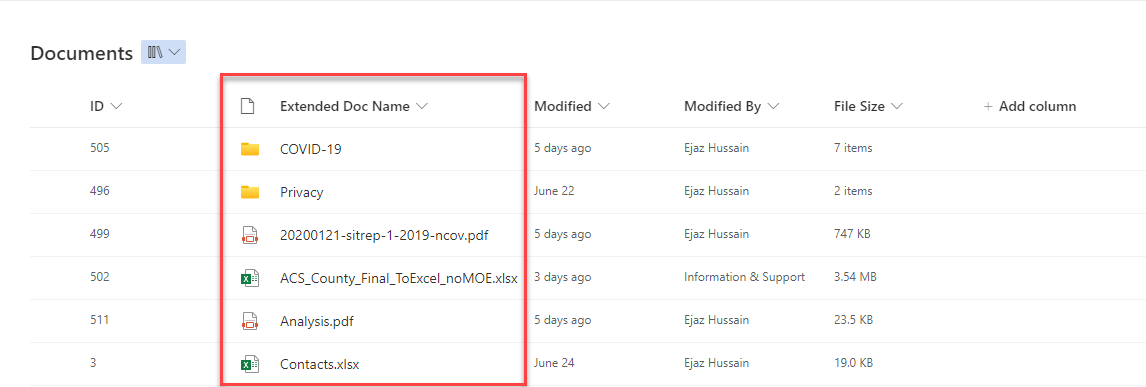 Documents
ID Extended Doc Name Modified Modified By File Size + Add column
505 COVID-19 5 days ago Ejaz Hussain 7 items
496 Privacy June 22 Ejaz Hussain 2 items
499 20200121-sitrep-1-2019-ncov.pdf 5 days ago Ejaz Hussain 747 KB
502 ACS_County_Final_ToExcel_noMOE.xlsx 3 days ago Information & Support 3.54 MB
511 Analysis.pdf 5 days ago Ejaz Hussain 23.5 KB
3 Contacts.xlsx June 24 Ejaz Hussain 19.0 KB